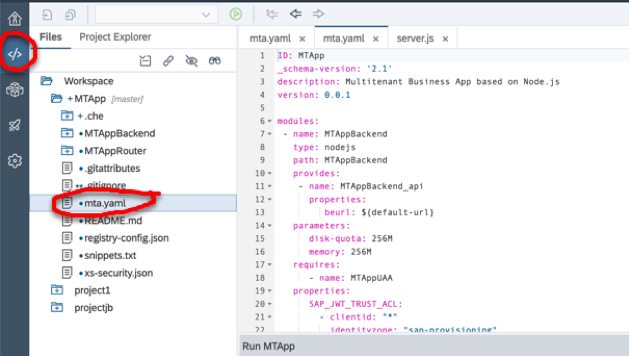 Files Project Explorer
Workspace
+ MTApp [master]
+ .che
MTAppBackend
MTAppRouter
.gitattributes
** .gitignore
mta.yaml
README.md
registry-config.json
snippets.txt
xs-security.json
project1
projectjb
mta.yaml × mta.yaml × server.js ×
1 ID: MTApp
2 _schema-version: '2.1'
3 description: Multitenant Business App based on Node.js
4 version: 0.0.1
5
6 modules:
7 - name: MTAppBackend
8 type: nodejs
9 path: MTAppBackend
10 provides:
11 - name: MTAppBackend_api
12 properties:
13 beurl: ${default-url}
14 parameters:
15 disk-quota: 256M
16 memory: 256M
17 requires:
18 - name: MTAppUAA
19 properties:
20 SAP_JWT_TRUST_ACL:
21 - clientid: "*"
22 identityzone: "sap-provisioning"
Run MTApp